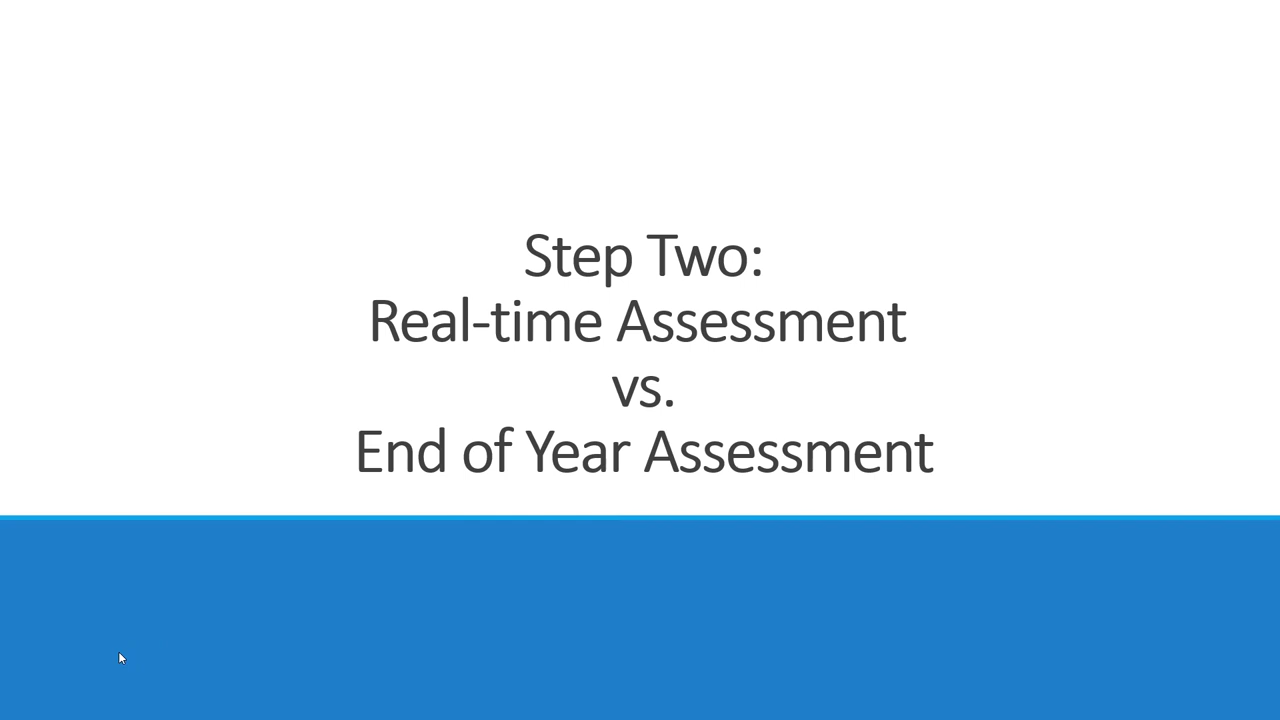 Step Two:
Real-time Assessment
vs.
End of Year Assessment